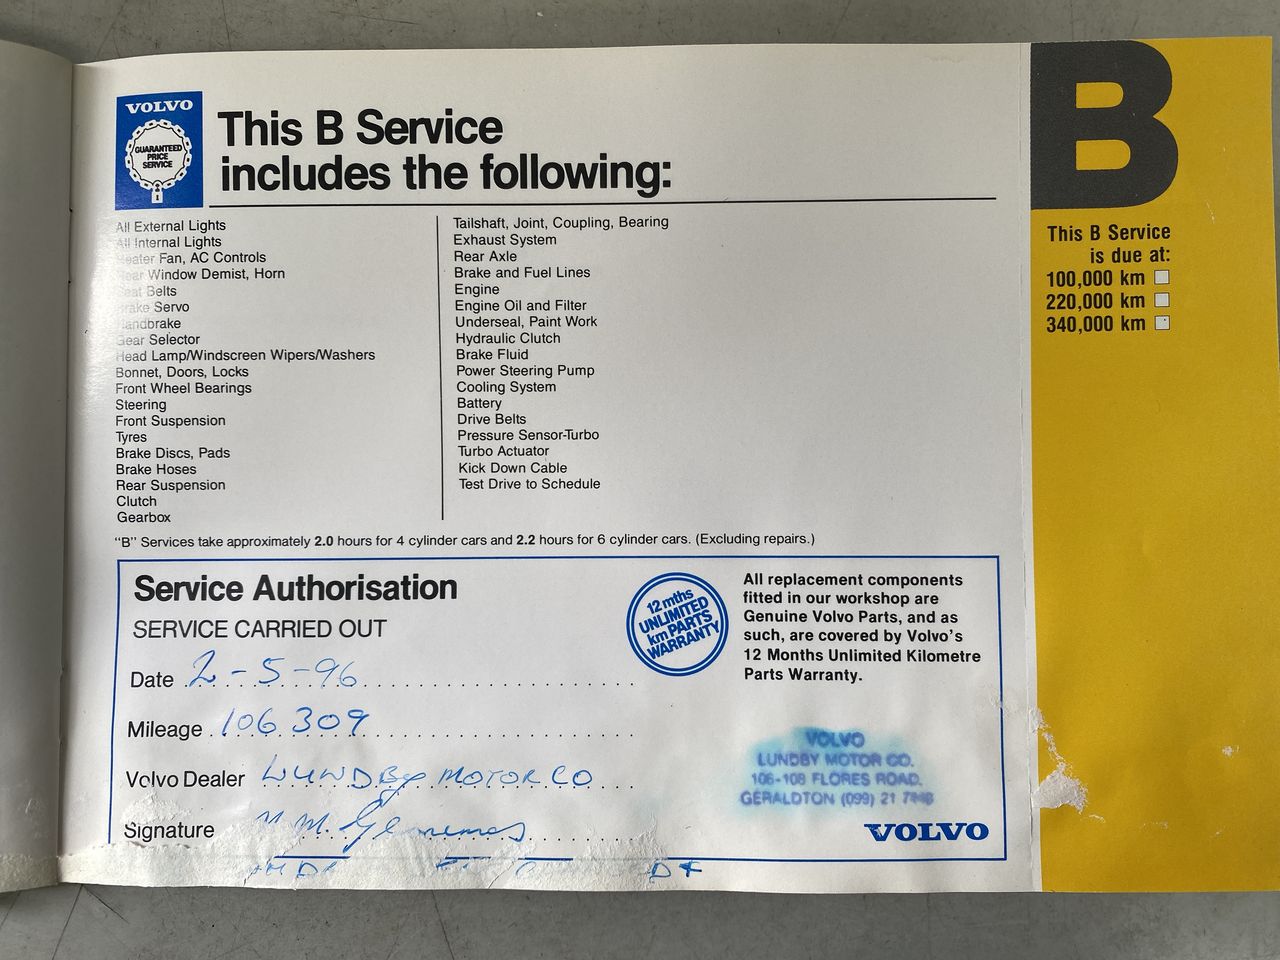 VOLVO
GUARANTEED
PRICE
SERVICE
This B Service
includes the following:
All External Lights
All Internal Lights
Heater Fan, AC Controls
Rear Window Demist, Horn
Seat Belts
Brake Servo
Handbrake
Gear Selector
Head Lamp/Windscreen Wipers/Washers
Bonnet, Doors, Locks
Front Wheel Bearings
Steering
Front Suspension
Tyres
Brake Discs, Pads
Brake Hoses
Rear Suspension
Clutch
Gearbox
Tailshaft, Joint, Coupling, Bearing
Exhaust System
Rear Axle
Brake and Fuel Lines
Engine
Engine Oil and Filter
Underseal, Paint Work
Hydraulic Clutch
Brake Fluid
Power Steering Pump
Cooling System
Battery
Drive Belts
Pressure Sensor-Turbo
Turbo Actuator
Kick Down Cable
Test Drive to Schedule
"B" Services take approximately 2.0 hours for 4 cylinder cars and 2.2 hours for 6 cylinder cars. (Excluding repairs.)
Service Authorisation
SERVICE CARRIED OUT
Date 2-5-96
Mileage 106 309
Volvo Dealer LUNDBY MOTOR CO
Signature
12 mths
UNLIMITED
km PARTS
WARRANTY
All replacement components
fitted in our workshop are
Genuine Volvo Parts, and as
such, are covered by Volvo's
12 Months Unlimited Kilometre
Parts Warranty.
VOLVO
LUNDBY MOTOR CO.
106-108 FLORES ROAD.
GERALDTON (099) 21
VOLVO
B
This B Service
is due at:
100,000 km
220,000 km
340,000 km